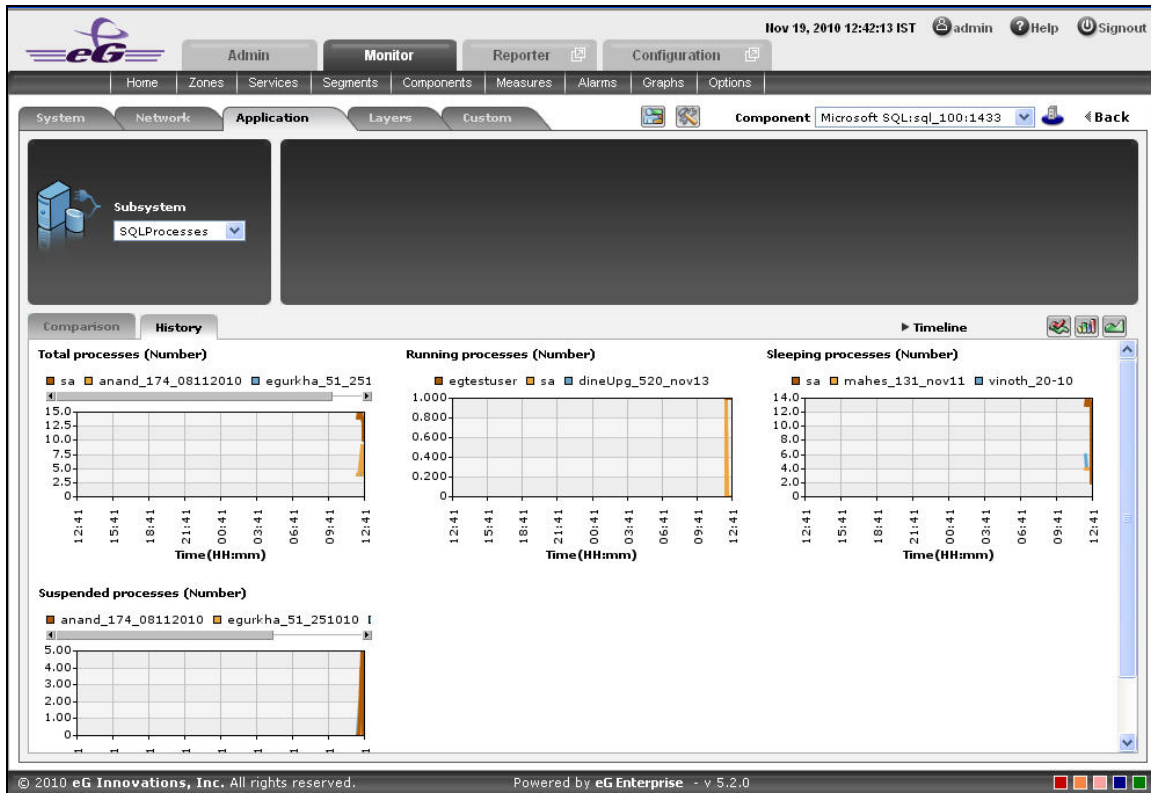 Nov 19, 2010 12:42:13 IST admin Help Signout
eG
Admin Monitor Reporter Configuration
Home Zones Services Segments Components Measures Alarms Graphs Options
System Network Application Layers Custom Component Microsoft SQL:sql_100:1433 Back
Subsystem
SQLProcesses
Comparison History Timeline
Total processes (Number)
sa anand_174_08112010 egurkha_51_251
15.0
12.5
10.0
7.5
5.0
2.5
0
12:41 15:41 18:41 21:41 00:41 03:41 06:41 09:41 12:41
Time(HH:mm)
Running processes (Number)
egtestuser sa dineUpg_520_nov13
1.000
0.800
0.600
0.400
0.200
0
12:41 15:41 18:41 21:41 00:41 03:41 06:41 09:41 12:41
Time(HH:mm)
Sleeping processes (Number)
sa mahes_131_nov11 vinoth_20-10
14.0
12.0
10.0
8.0
6.0
4.0
2.0
0
12:41 15:41 18:41 21:41 00:41 03:41 06:41 09:41 12:41
Time(HH:mm)
Suspended processes (Number)
anand_174_08112010 egurkha_51_251010
5.00
4.00
3.00
2.00
1.00
0
© 2010 eG Innovations, Inc. All rights reserved. Powered by eG Enterprise - v 5.2.0